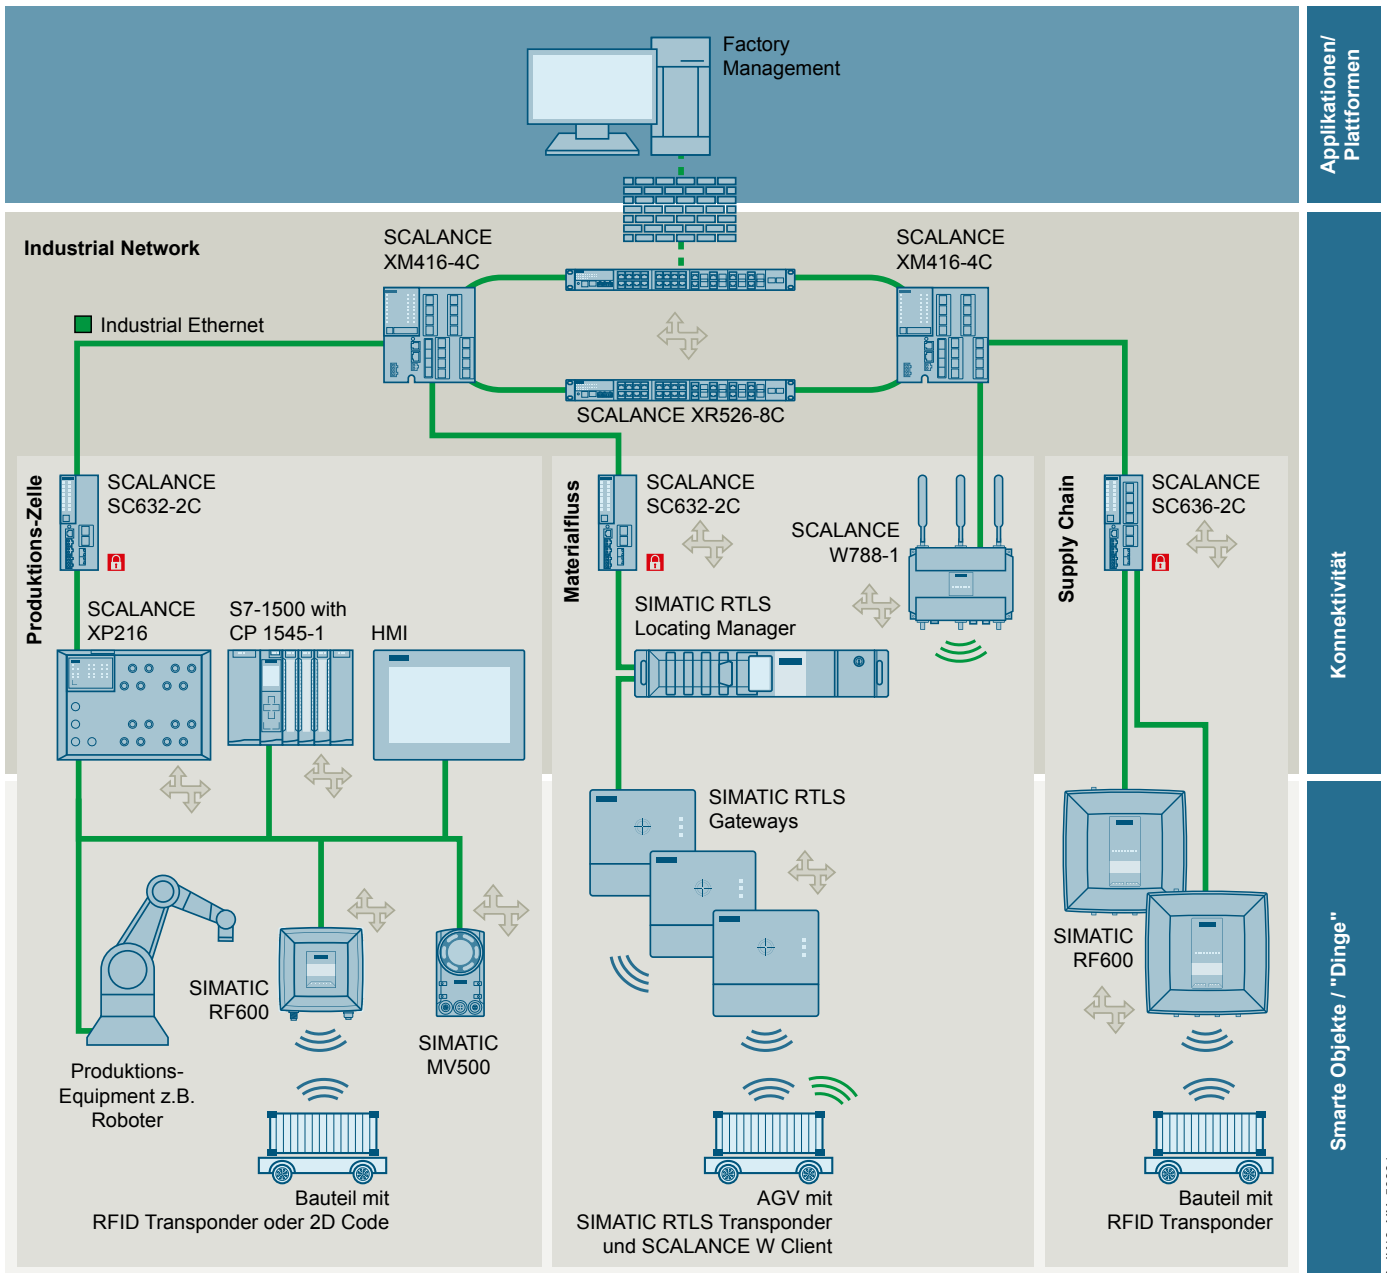 Factory
Management
Applikationen/
Plattformen
Industrial Network
SCALANCE
XM416-4C
SCALANCE
XM416-4C
Industrial Ethernet
SCALANCE XR526-8C
Konnektivität
Produktions-Zelle
SCALANCE
SC632-2C
SCALANCE
XP216
S7-1500 with
CP 1545-1
HMI
Materialfluss
SCALANCE
SC632-2C
SCALANCE
W788-1
SIMATIC RTLS
Locating Manager
Supply Chain
SCALANCE
SC636-2C
SIMATIC RTLS
Gateways
SIMATIC
RF600
SIMATIC
MV500
SIMATIC
RF600
Produktions-
Equipment z.B.
Roboter
Bauteil mit
RFID Transponder oder 2D Code
AGV mit
SIMATIC RTLS Transponder
und SCALANCE W Client
Bauteil mit
RFID Transponder
Smarte Objekte / "Dinge"